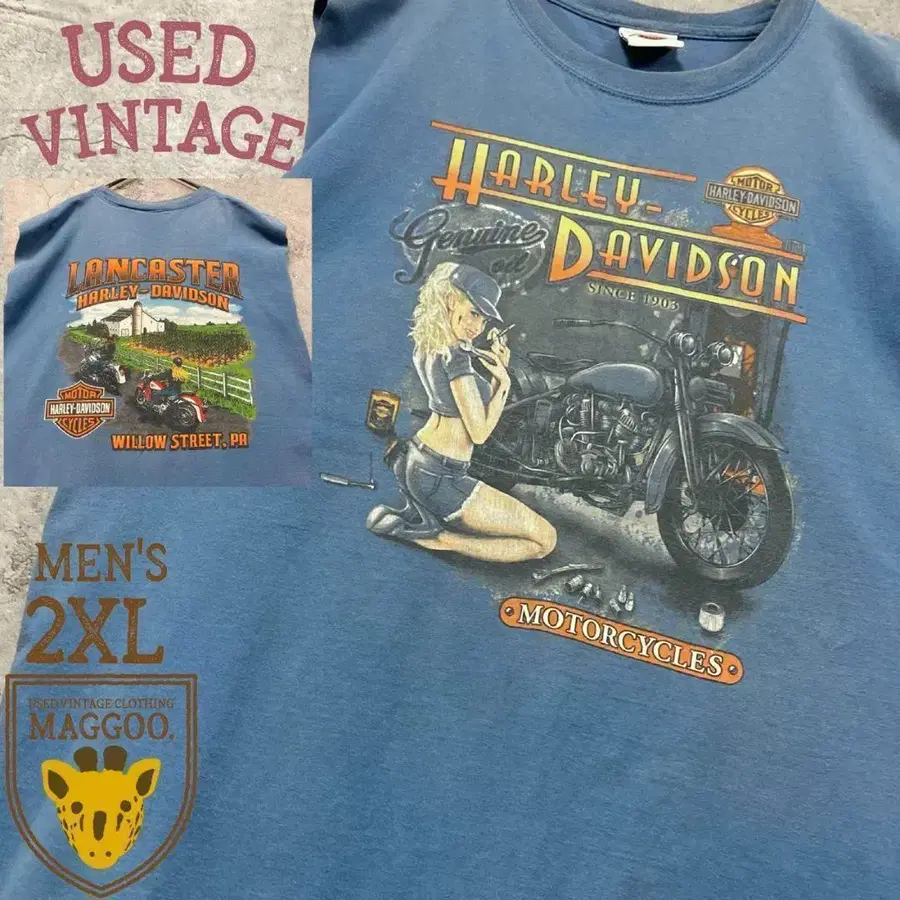 USED
VINTAGE
LANCASTER
HARLEY-DAVIDSON
MOTOR
HARLEY-DAVIDSON
CYCLES
WILLOW STREET, PA
HARLEY-
DAVIDSON
Genuine
oil
SINCE 1903
MOTOR
HARLEY-DAVIDSON
CYCLES
MOTORCYCLES
MEN'S
2XL
USED VINTAGE CLOTHING
MAGGOO.